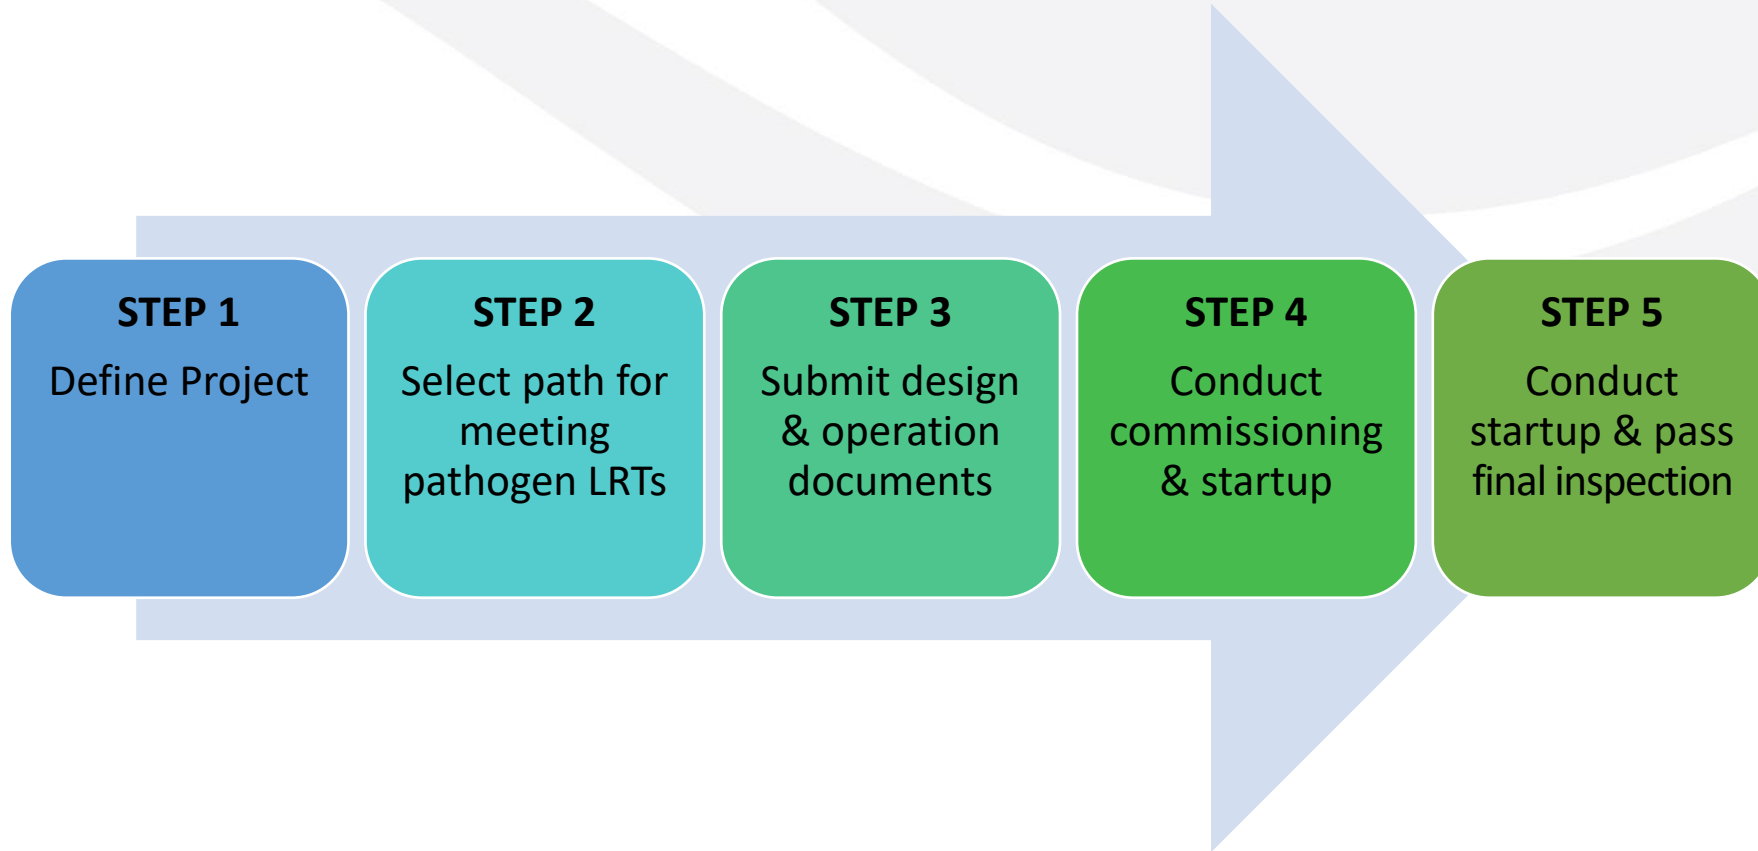 STEP 1
Define Project
STEP 2
Select path for
meeting
pathogen LRTs
STEP 3
Submit design
& operation
documents
STEP 4
Conduct
commissioning
& startup
STEP 5
Conduct
startup & pass
final inspection